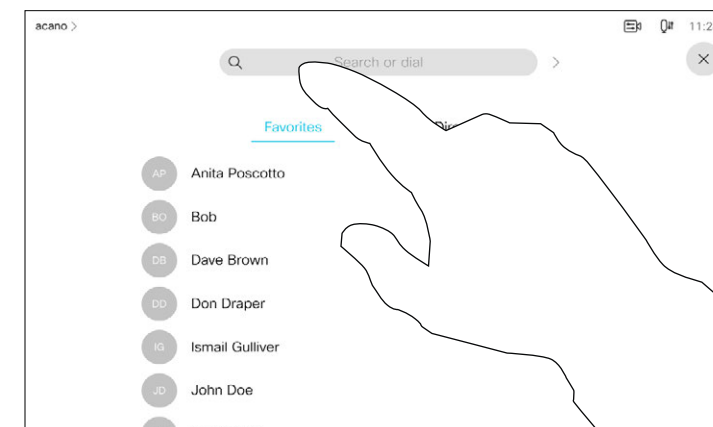 acano >
11:2
Search or dial
Favorites
AP Anita Poscotto
BO Bob
DB Dave Brown
DD Don Draper
IG Ismail Gulliver
JD John Doe